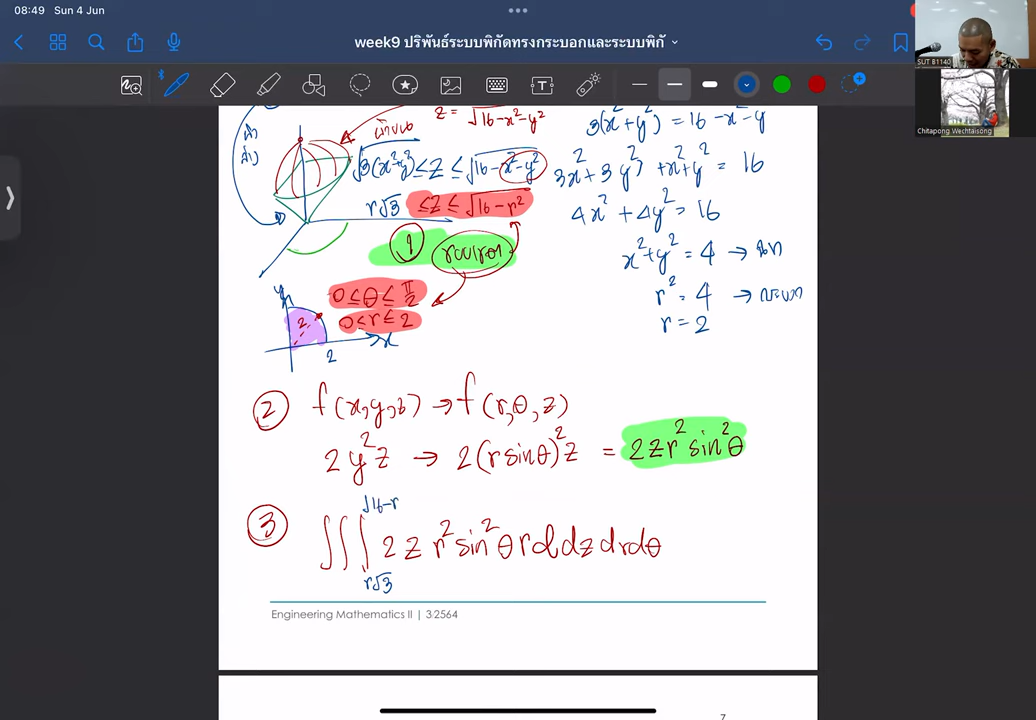 08:49 Sun 4 Jun
week9 ปริพันธ์ระบบพิกัดทรงกระบอกและระบบพิกั
SUT B1140
Chitapong Wechtaisong
z = √16-x²-y²
3(x²+y²) = 16-x²-y
√3(x²+y²) ≤ z ≤ √16-x²-y²
3x²+3y²+x²+y² = 16
r√3 ≤ z ≤ √16-r²
4x²+4y² = 16
①
x²+y² = 4 →
r² = 4 →
r = 2
0 ≤ θ ≤ π/2
0 ≤ r ≤ 2
y
2
x
2
② f(x,y,z) → f(r,θ,z)
2y²z → 2(r sinθ)²z = 2zr² sin²θ
③ ∫∫∫ 2z r² sin²θ r d dz dr dθ
√16-r
r√3
Engineering Mathematics II | 3 2564
7